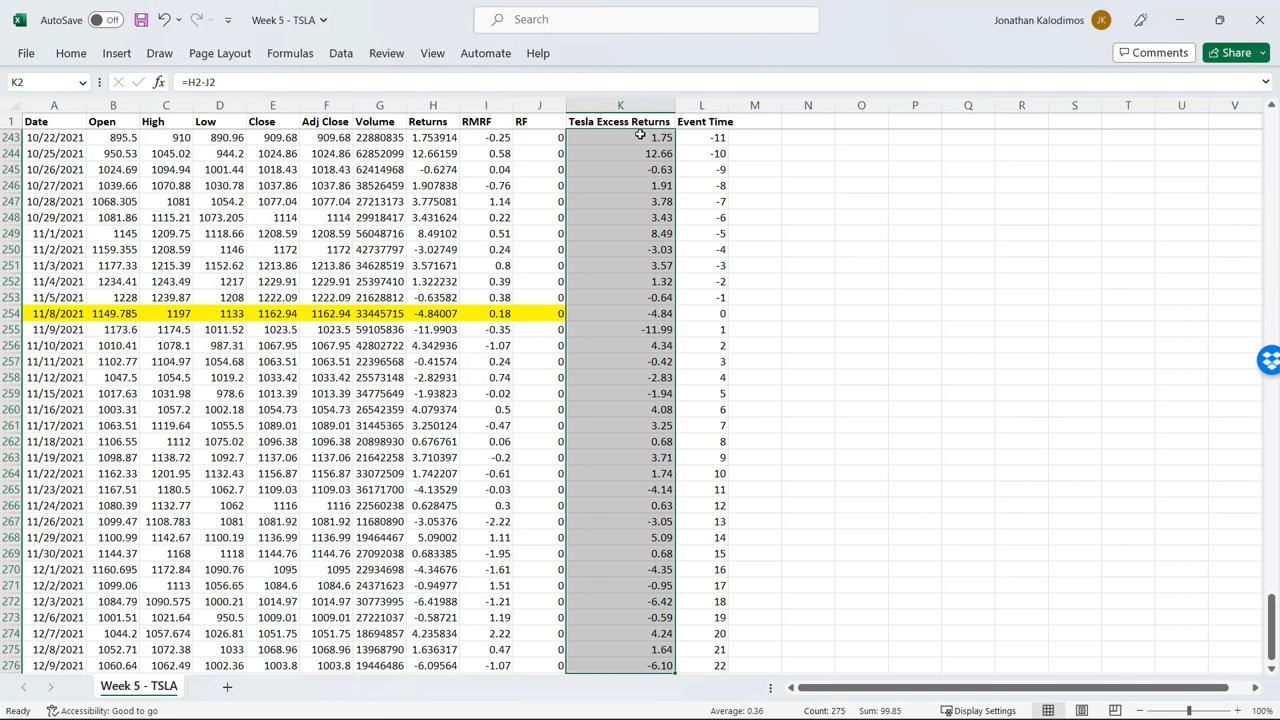 AutoSave Off Week 5 - TSLA Search Jonathan Kalodimos JK
File Home Insert Draw Page Layout Formulas Data Review View Automate Help Comments Share
K2 fx =H2-J2
A B C D E F G H I J K L M N O P Q R S T U V
1 Date Open High Low Close Adj Close Volume Returns RMRF RF Tesla Excess Returns Event Time
243 10/22/2021 895.5 910 890.96 909.68 909.68 22880835 1.753914 -0.25 0 1.75 -11
244 10/25/2021 950.53 1045.02 944.2 1024.86 1024.86 62852099 12.66159 0.58 0 12.66 -10
245 10/26/2021 1024.69 1094.94 1001.44 1018.43 1018.43 62414968 -0.6274 0.04 0 -0.63 -9
246 10/27/2021 1039.66 1070.88 1030.78 1037.86 1037.86 38526459 1.907838 -0.76 0 1.91 -8
247 10/28/2021 1068.305 1081 1054.2 1077.04 1077.04 27213173 3.775081 1.14 0 3.78 -7
248 10/29/2021 1081.86 1115.21 1073.205 1114 1114 29918417 3.431624 0.22 0 3.43 -6
249 11/1/2021 1145 1209.75 1118.66 1208.59 1208.59 56048716 8.49102 0.51 0 8.49 -5
250 11/2/2021 1159.355 1208.59 1146 1172 1172 42737797 -3.02749 0.24 0 -3.03 -4
251 11/3/2021 1177.33 1215.39 1152.62 1213.86 1213.86 34628519 3.571671 0.8 0 3.57 -3
252 11/4/2021 1234.41 1243.49 1217 1229.91 1229.91 25397410 1.322232 0.39 0 1.32 -2
253 11/5/2021 1228 1239.87 1208 1222.09 1222.09 21628812 -0.63582 0.38 0 -0.64 -1
254 11/8/2021 1149.785 1197 1133 1162.94 1162.94 33445715 -4.84007 0.18 0 -4.84 0
255 11/9/2021 1173.6 1174.5 1011.52 1023.5 1023.5 59105836 -11.9903 -0.35 0 -11.99 1
256 11/10/2021 1010.41 1078.1 987.31 1067.95 1067.95 42802722 4.342936 -1.07 0 4.34 2
257 11/11/2021 1102.77 1104.97 1054.68 1063.51 1063.51 22396568 -0.41574 0.24 0 -0.42 3
258 11/12/2021 1047.5 1054.5 1019.2 1033.42 1033.42 25573148 -2.82931 0.74 0 -2.83 4
259 11/15/2021 1017.63 1031.98 978.6 1013.39 1013.39 34775649 -1.93823 -0.02 0 -1.94 5
260 11/16/2021 1003.31 1057.2 1002.18 1054.73 1054.73 26542359 4.079374 0.5 0 4.08 6
261 11/17/2021 1063.51 1119.64 1055.5 1089.01 1089.01 31445365 3.250124 -0.47 0 3.25 7
262 11/18/2021 1106.55 1112 1075.02 1096.38 1096.38 20898930 0.676761 0.06 0 0.68 8
263 11/19/2021 1098.87 1138.72 1092.7 1137.06 1137.06 21642258 3.710390 -0.2 0 3.71 9
264 11/22/2021 1162.33 1201.95 1132.43 1156.87 1156.87 33072509 1.742207 -0.61 0 1.74 10
265 11/23/2021 1167.51 1180.5 1062.7 1109.03 1109.03 36171700 -4.13529 -0.03 0 -4.14 11
266 11/24/2021 1080.39 1132.77 1062 1116 1116 22560238 0.628475 0.3 0 0.63 12
267 11/26/2021 1099.47 1108.783 1081 1081.92 1081.92 11680890 -3.05376 -2.22 0 -3.05 13
268 11/29/2021 1100.99 1142.67 1100.19 1136.99 1136.99 19464467 5.09002 1.11 0 5.09 14
269 11/30/2021 1144.37 1168 1118 1144.76 1144.76 27092038 0.683385 -1.95 0 0.68 15
270 12/1/2021 1160.695 1172.84 1090.76 1095 1095 22934698 -4.34676 -1.61 0 -4.35 16
271 12/2/2021 1099.06 1113 1056.65 1084.6 1084.6 24371623 -0.94977 1.51 0 -0.95 17
272 12/3/2021 1084.79 1090.575 1000.21 1014.97 1014.97 30773995 -6.41988 -1.21 0 -6.42 18
273 12/6/2021 1001.51 1021.64 950.5 1009.01 1009.01 27221037 -0.58721 1.19 0 -0.59 19
274 12/7/2021 1044.2 1057.674 1026.81 1051.75 1051.75 18694857 4.235834 2.22 0 4.24 20
275 12/8/2021 1052.71 1072.38 1033 1068.96 1068.96 13968790 1.636317 0.47 0 1.64 21
276 12/9/2021 1060.64 1062.49 1002.36 1003.8 1003.8 19446486 -6.09564 -1.07 0 -6.10 22
Week 5 - TSLA
Ready Accessibility: Good to go Average: 0.36 Count: 275 Sum: 99.85 Display Settings 100%